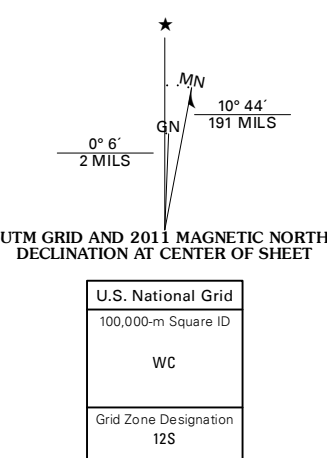 ★
MN
10° 44´
191 MILS
GN
0° 6´
2 MILS
UTM GRID AND 2011 MAGNETIC NORTH
DECLINATION AT CENTER OF SHEET
U.S. National Grid
100,000-m Square ID
WC
Grid Zone Designation
12S